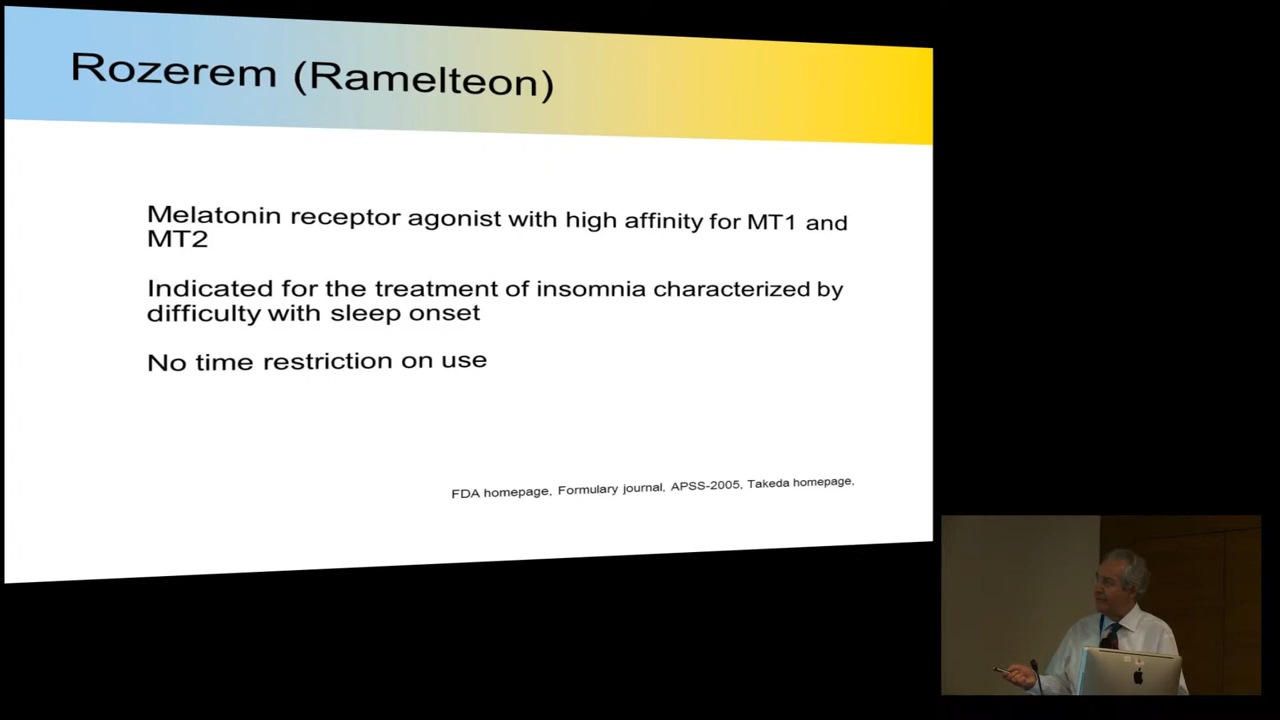 Rozerem (Ramelteon)
Melatonin receptor agonist with high affinity for MT1 and
MT2
Indicated for the treatment of insomnia characterized by
difficulty with sleep onset
No time restriction on use
FDA homepage, Formulary journal, APSS-2005, Takeda homepage,